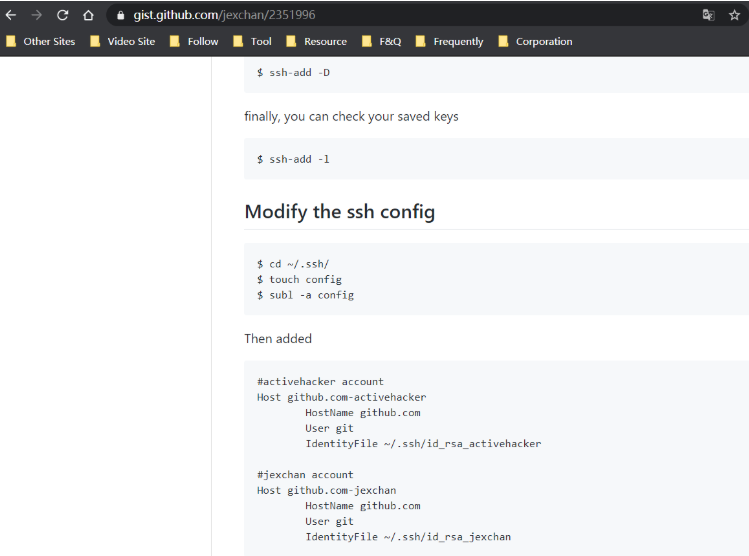 gist.github.com/jexchan/2351996
Other Sites Video Site Follow Tool Resource F&Q Frequently Corporation
$ ssh-add -D
finally, you can check your saved keys
$ ssh-add -l
Modify the ssh config
$ cd ~/.ssh/
$ touch config
$ subl -a config
Then added
#activehacker account
Host github.com-activehacker
HostName github.com
User git
IdentityFile ~/.ssh/id_rsa_activehacker
#jexchan account
Host github.com-jexchan
HostName github.com
User git
IdentityFile ~/.ssh/id_rsa_jexchan